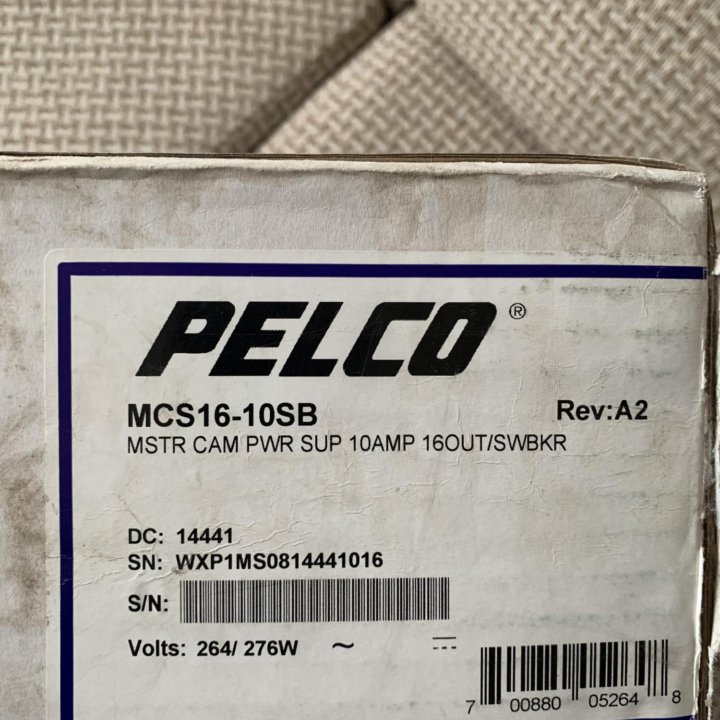 PELCO®
MCS16-10SB Rev:A2
MSTR CAM PWR SUP 10AMP 16OUT/SWBKR
DC: 14441
SN: WXP1MS0814441016
S/N:
Volts: 264/ 276W ~ ⎓
7 00880 05264 8